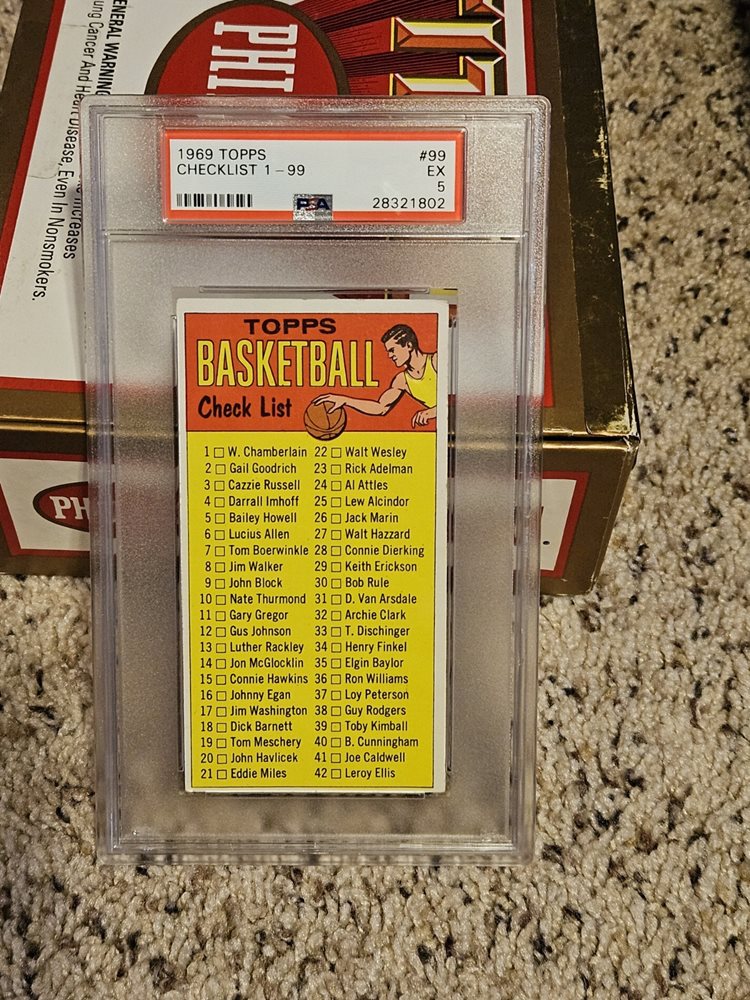 ENERAL WARNING
ung Cancer And Heart Disease,
Increases
Even In Nonsmokers.
PHI
1969 TOPPS #99
CHECKLIST 1-99 EX
5
PSA 28321802
TOPPS
BASKETBALL
Check List
1 □ W. Chamberlain 22 □ Walt Wesley
2 □ Gail Goodrich 23 □ Rick Adelman
3 □ Cazzie Russell 24 □ Al Attles
4 □ Darrall Imhoff 25 □ Lew Alcindor
5 □ Bailey Howell 26 □ Jack Marin
6 □ Lucius Allen 27 □ Walt Hazzard
7 □ Tom Boerwinkle 28 □ Connie Dierking
8 □ Jim Walker 29 □ Keith Erickson
9 □ John Block 30 □ Bob Rule
10 □ Nate Thurmond 31 □ D. Van Arsdale
11 □ Gary Gregor 32 □ Archie Clark
12 □ Gus Johnson 33 □ T. Dischinger
13 □ Luther Rackley 34 □ Henry Finkel
14 □ Jon McGlocklin 35 □ Elgin Baylor
15 □ Connie Hawkins 36 □ Ron Williams
16 □ Johnny Egan 37 □ Loy Peterson
17 □ Jim Washington 38 □ Guy Rodgers
18 □ Dick Barnett 39 □ Toby Kimball
19 □ Tom Meschery 40 □ B. Cunningham
20 □ John Havlicek 41 □ Joe Caldwell
21 □ Eddie Miles 42 □ Leroy Ellis
PH